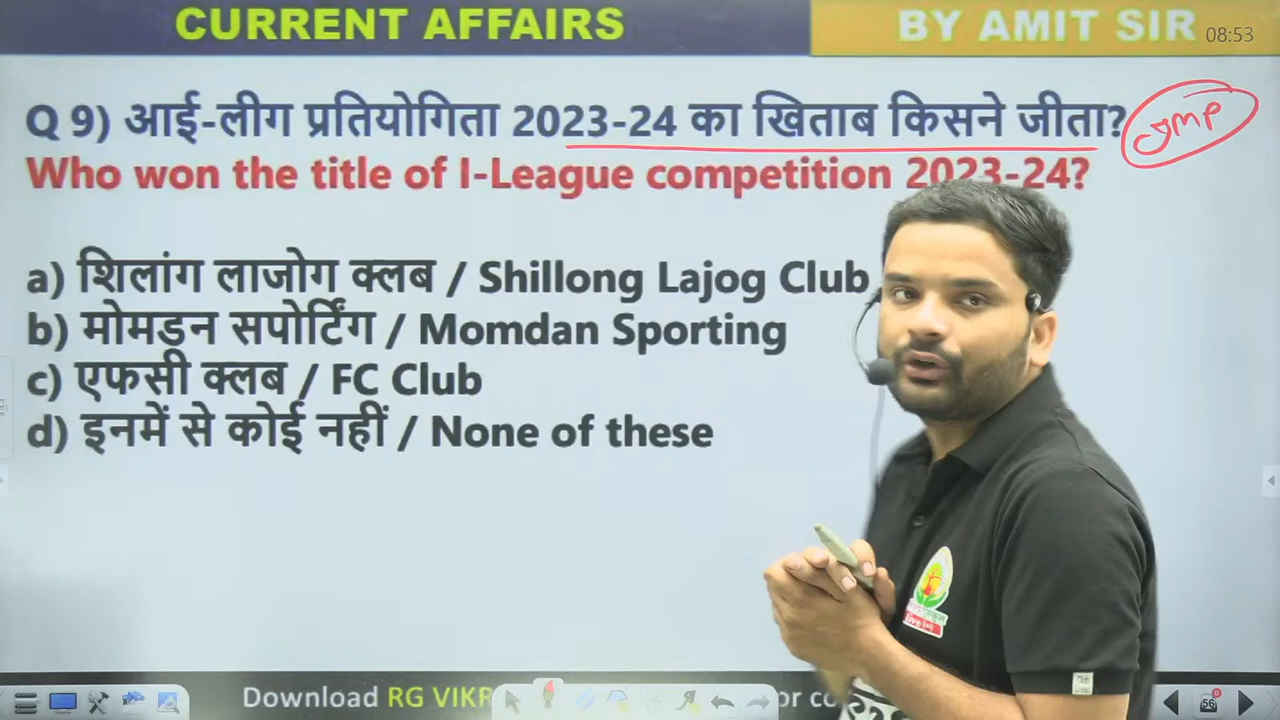 CURRENT AFFAIRS
BY AMIT SIR
08:53
Q 9) आई-लीग प्रतियोगिता 2023-24 का खिताब किसने जीता?
Imp
Who won the title of I-League competition 2023-24?
a) शिलांग लाजोग क्लब / Shillong Lajog Club
b) मोमडन सपोर्टिंग / Momdan Sporting
c) एफसी क्लब / FC Club
d) इनमें से कोई नहीं / None of these
Download RG VIKR
56